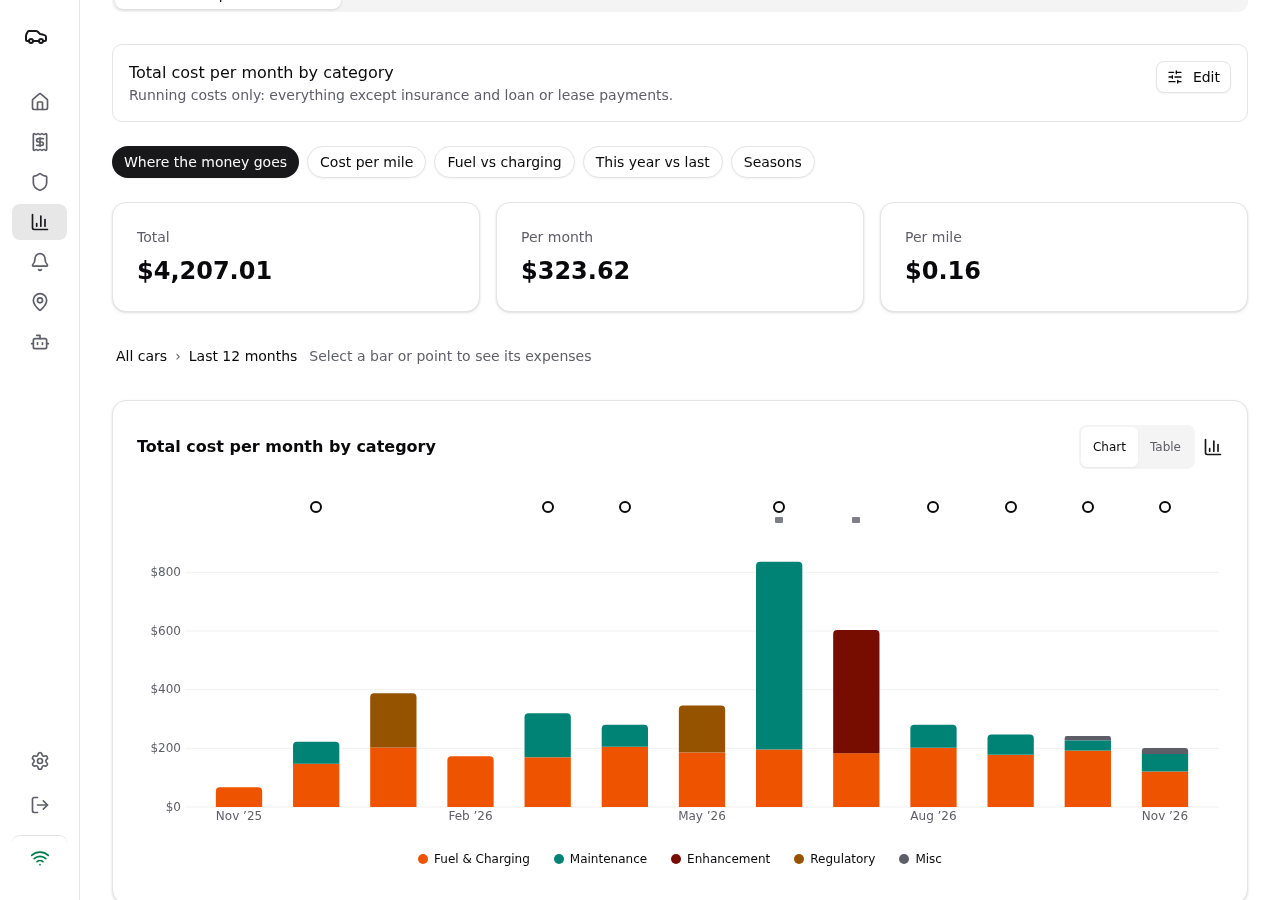 Total cost per month by category
Running costs only: everything except insurance and loan or lease payments.
Edit
Where the money goes
Cost per mile
Fuel vs charging
This year vs last
Seasons
Total
$4,207.01
Per month
$323.62
Per mile
$0.16
All cars › Last 12 months Select a bar or point to see its expenses
Total cost per month by category
Chart
Table
$800
$600
$400
$200
$0
Nov ’25
Feb ’26
May ’26
Aug ’26
Nov ’26
Fuel & Charging
Maintenance
Enhancement
Regulatory
Misc